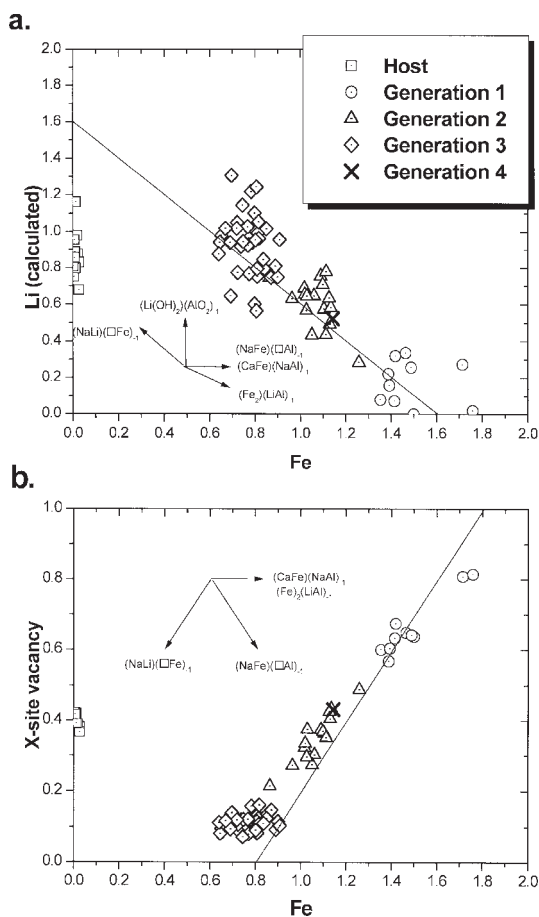 a.
2.0
1.8
1.6
1.4
1.2
1.0
0.8
0.6
0.4
0.2
0.0
Li (calculated)
Host
Generation 1
Generation 2
Generation 3
Generation 4
(Li(OH)2)(AlO2)-1
(NaLi)(□Fe)-1
(NaFe)(□Al)-1
(CaFe)(NaAl)-1
(Fe2)(LiAl)-1
0.0 0.2 0.4 0.6 0.8 1.0 1.2 1.4 1.6 1.8 2.0
Fe
b.
1.0
0.8
0.6
0.4
0.2
0.0
X-site vacancy
(CaFe)(NaAl)-1
(Fe)2(LiAl)-
(NaLi)(□Fe)-1
(NaFe)(□Al)-1
0.0 0.2 0.4 0.6 0.8 1.0 1.2 1.4 1.6 1.8 2.0
Fe